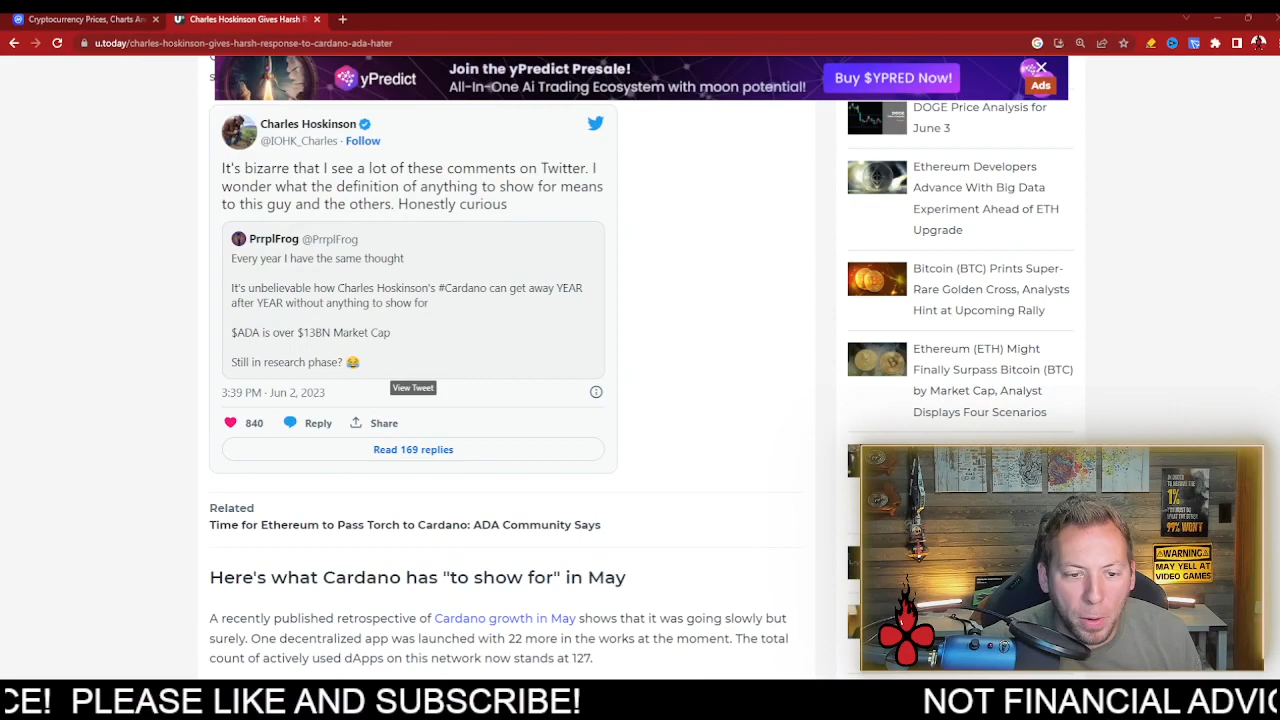 Cryptocurrency Prices, Charts An
Charles Hoskinson Gives Harsh R
u.today/charles-hoskinson-gives-harsh-response-to-cardano-ada-hater
yPredict
Join the yPredict Presale!
All-In-One Ai Trading Ecosystem with moon potential!
Buy $YPRED Now!
Ads
Charles Hoskinson
@IOHK_Charles · Follow
It's bizarre that I see a lot of these comments on Twitter. I
wonder what the definition of anything to show for means
to this guy and the others. Honestly curious
PrrplFrog @PrrplFrog
Every year I have the same thought
It's unbelievable how Charles Hoskinson's #Cardano can get away YEAR
after YEAR without anything to show for
$ADA is over $13BN Market Cap
Still in research phase? 😂
View Tweet
3:39 PM · Jun 2, 2023
840 Reply Share
Read 169 replies
Related
Time for Ethereum to Pass Torch to Cardano: ADA Community Says
Here's what Cardano has "to show for" in May
A recently published retrospective of Cardano growth in May shows that it was going slowly but
surely. One decentralized app was launched with 22 more in the works at the moment. The total
count of actively used dApps on this network now stands at 127.
DOGE Price Analysis for
June 3
Ethereum Developers
Advance With Big Data
Experiment Ahead of ETH
Upgrade
Bitcoin (BTC) Prints Super-
Rare Golden Cross, Analysts
Hint at Upcoming Rally
Ethereum (ETH) Might
Finally Surpass Bitcoin (BTC)
by Market Cap, Analyst
Displays Four Scenarios
1%
99% WON'T
WARNING
MAY YELL AT
VIDEO GAMES
CE! PLEASE LIKE AND SUBSCRIBE!
NOT FINANCIAL ADVIC